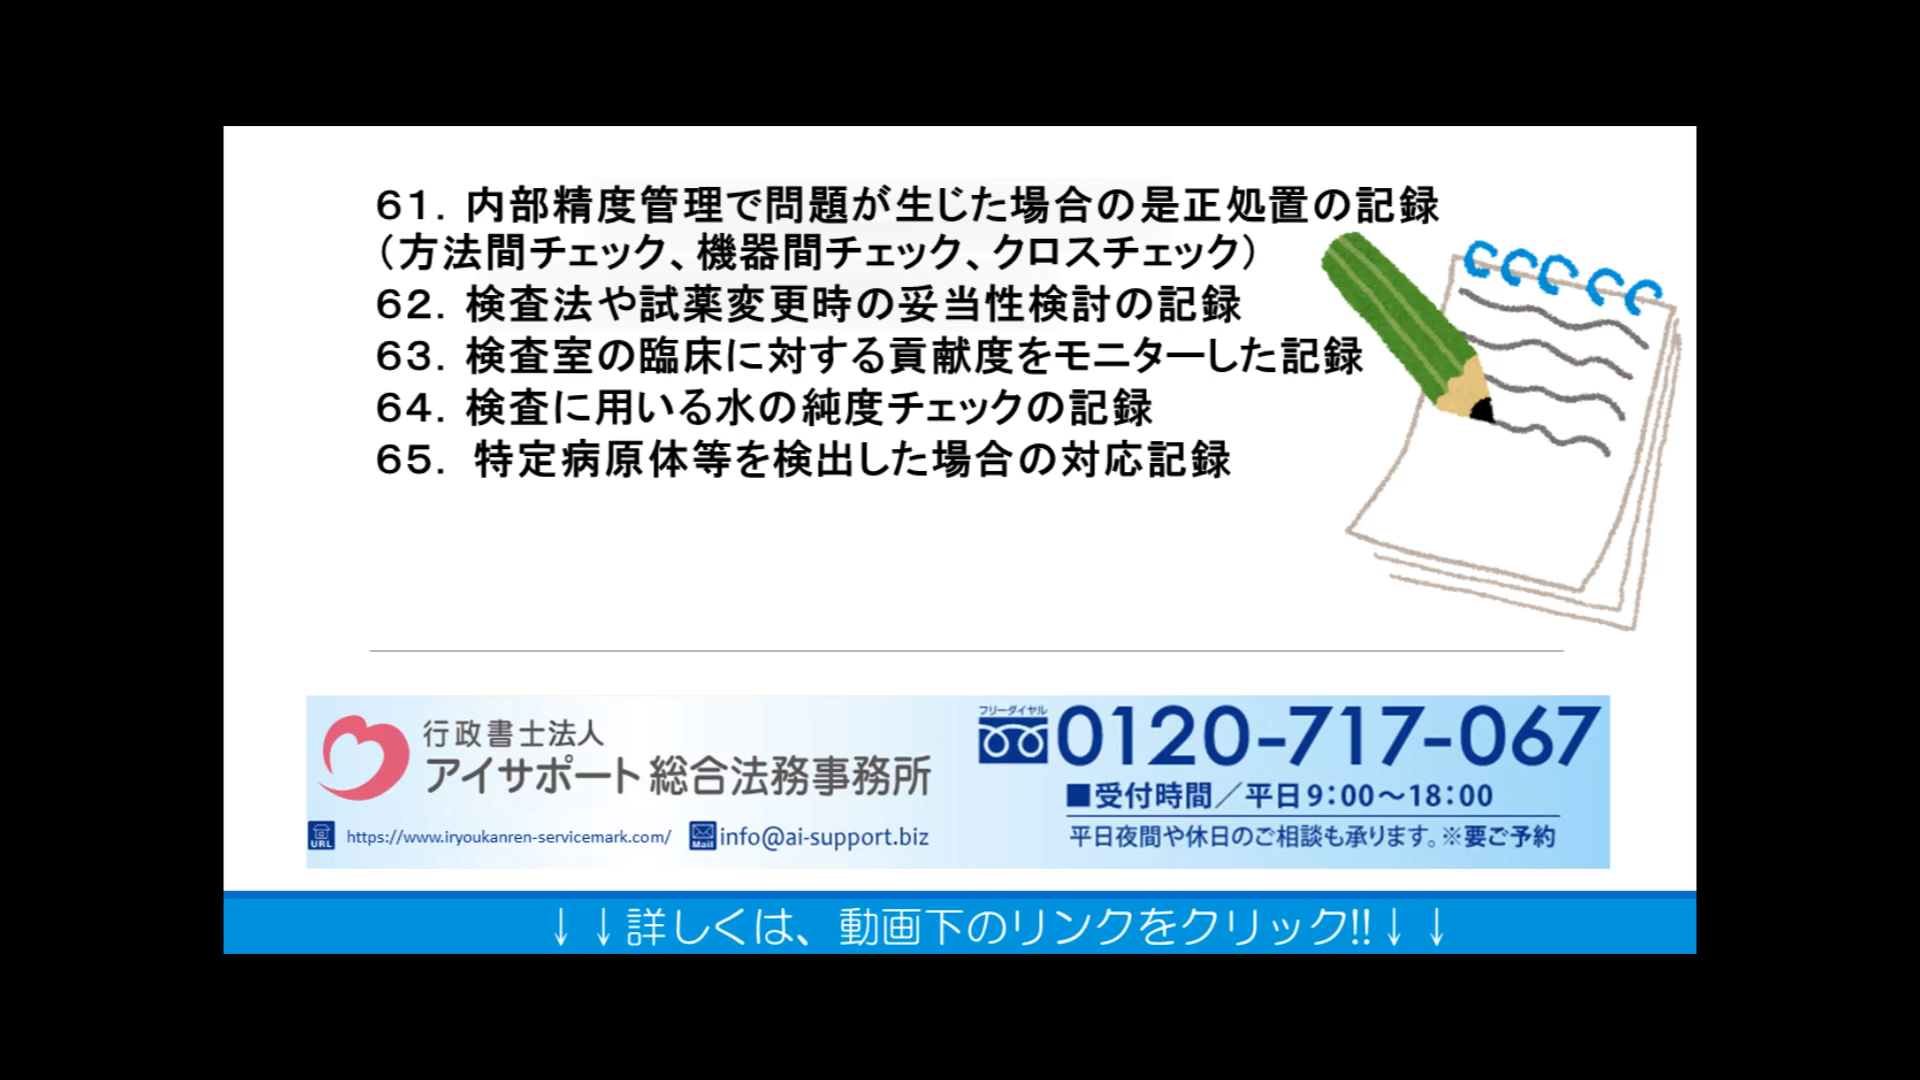 61. 内部精度管理で問題が生じた場合の是正処置の記録
（方法間チェック、機器間チェック、クロスチェック）
62. 検査法や試薬変更時の妥当性検討の記録
63. 検査室の臨床に対する貢献度をモニターした記録
64. 検査に用いる水の純度チェックの記録
65. 特定病原体等を検出した場合の対応記録
行政書士法人
アイサポート総合法務事務所
URL https://www.iryoukanren-servicemark.com/ Mail info@ai-support.biz
フリーダイヤル
0120-717-067
■受付時間／平日9：00〜18：00
平日夜間や休日のご相談も承ります。※要ご予約
↓↓詳しくは、動画下のリンクをクリック!!↓↓